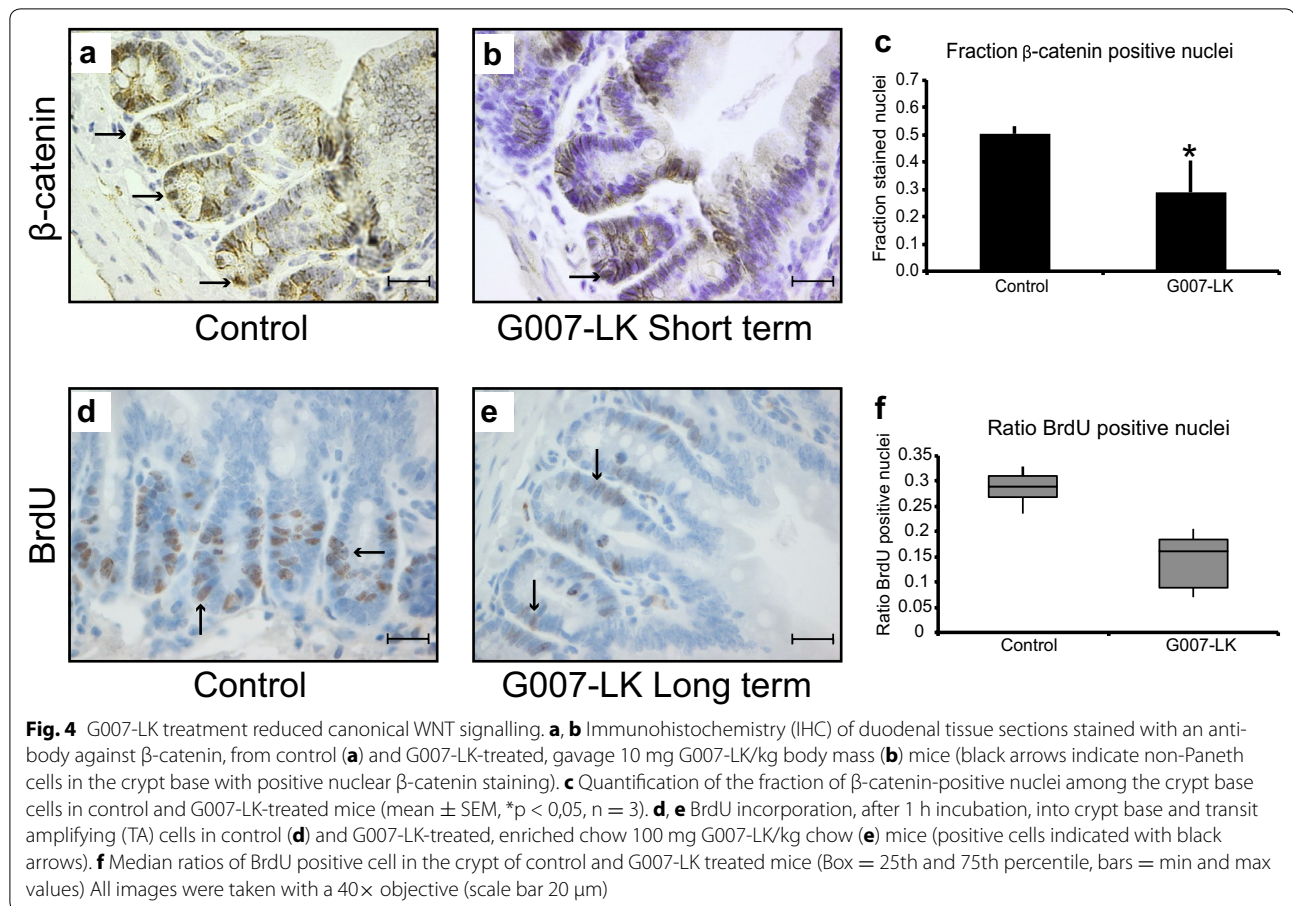 a
b
c
Fraction β-catenin positive nuclei
β-catenin
Fraction stained nuclei
0.7
0.6
0.5
0.4
0.3
0.2
0.1
0.0
*
Control
G007-LK
Control
G007-LK Short term
d
e
f
Ratio BrdU positive nuclei
BrdU
Ratio BrdU positive nuclei
0.35
0.3
0.25
0.2
0.15
0.1
0.05
0
Control
G007-LK
Control
G007-LK Long term
Fig. 4 G007-LK treatment reduced canonical WNT signalling. a, b Immunohistochemistry (IHC) of duodenal tissue sections stained with an anti-
body against β-catenin, from control (a) and G007-LK-treated, gavage 10 mg G007-LK/kg body mass (b) mice (black arrows indicate non-Paneth
cells in the crypt base with positive nuclear β-catenin staining). c Quantification of the fraction of β-catenin-positive nuclei among the crypt base
cells in control and G007-LK-treated mice (mean ± SEM, *p < 0,05, n = 3). d, e BrdU incorporation, after 1 h incubation, into crypt base and transit
amplifying (TA) cells in control (d) and G007-LK-treated, enriched chow 100 mg G007-LK/kg chow (e) mice (positive cells indicated with black
arrows). f Median ratios of BrdU positive cell in the crypt of control and G007-LK treated mice (Box = 25th and 75th percentile, bars = min and max
values) All images were taken with a 40× objective (scale bar 20 μm)